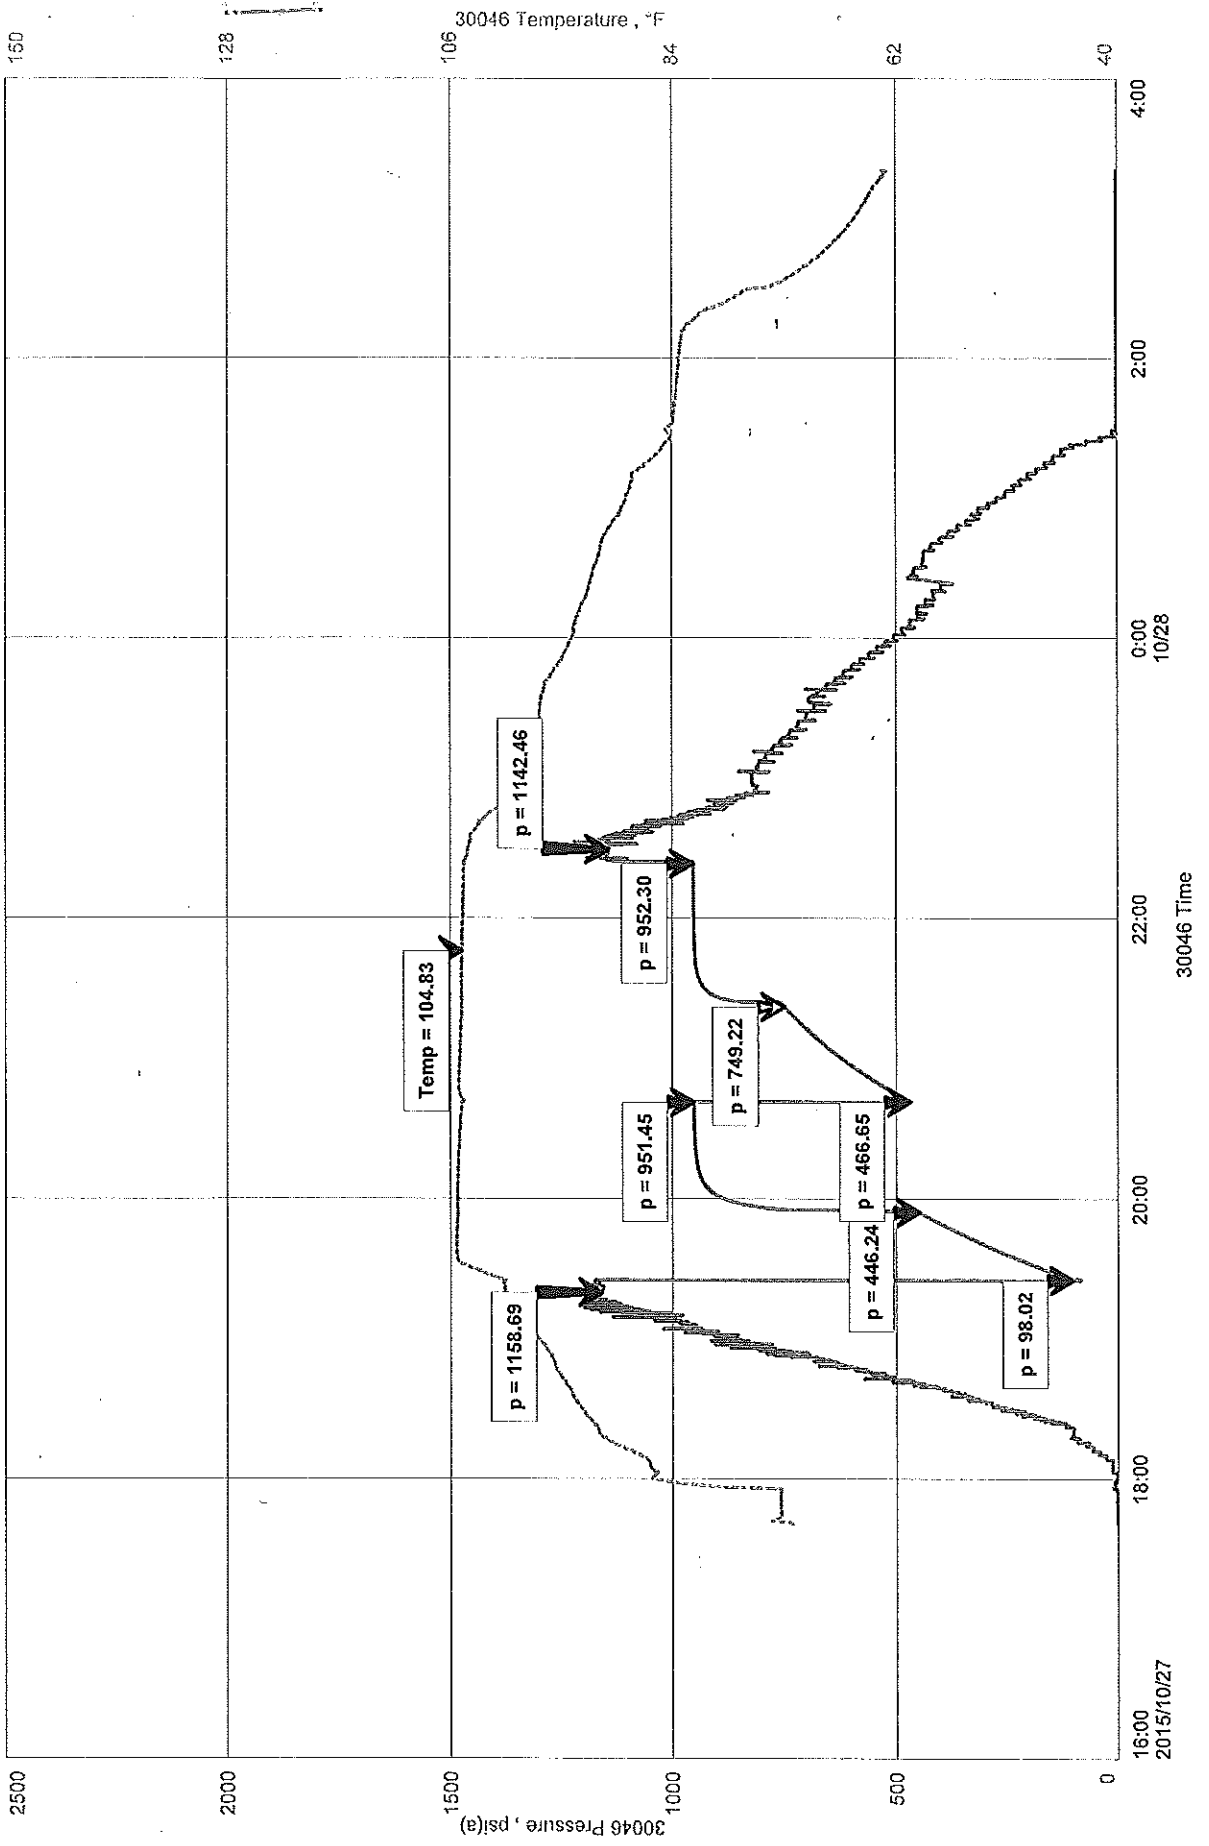 30046 Temperature , °F
150
128
106
84
62
40
2500
2000
1500
1000
500
0
30046 Pressure , psi(a)
p = 1158.69
p = 98.02
p = 446.24
p = 466.65
p = 951.45
p = 749.22
p = 952.30
p = 1142.46
Temp = 104.83
16:00
2015/10/27
18:00
20:00
22:00
0:00
10/28
2:00
4:00
30046 Time